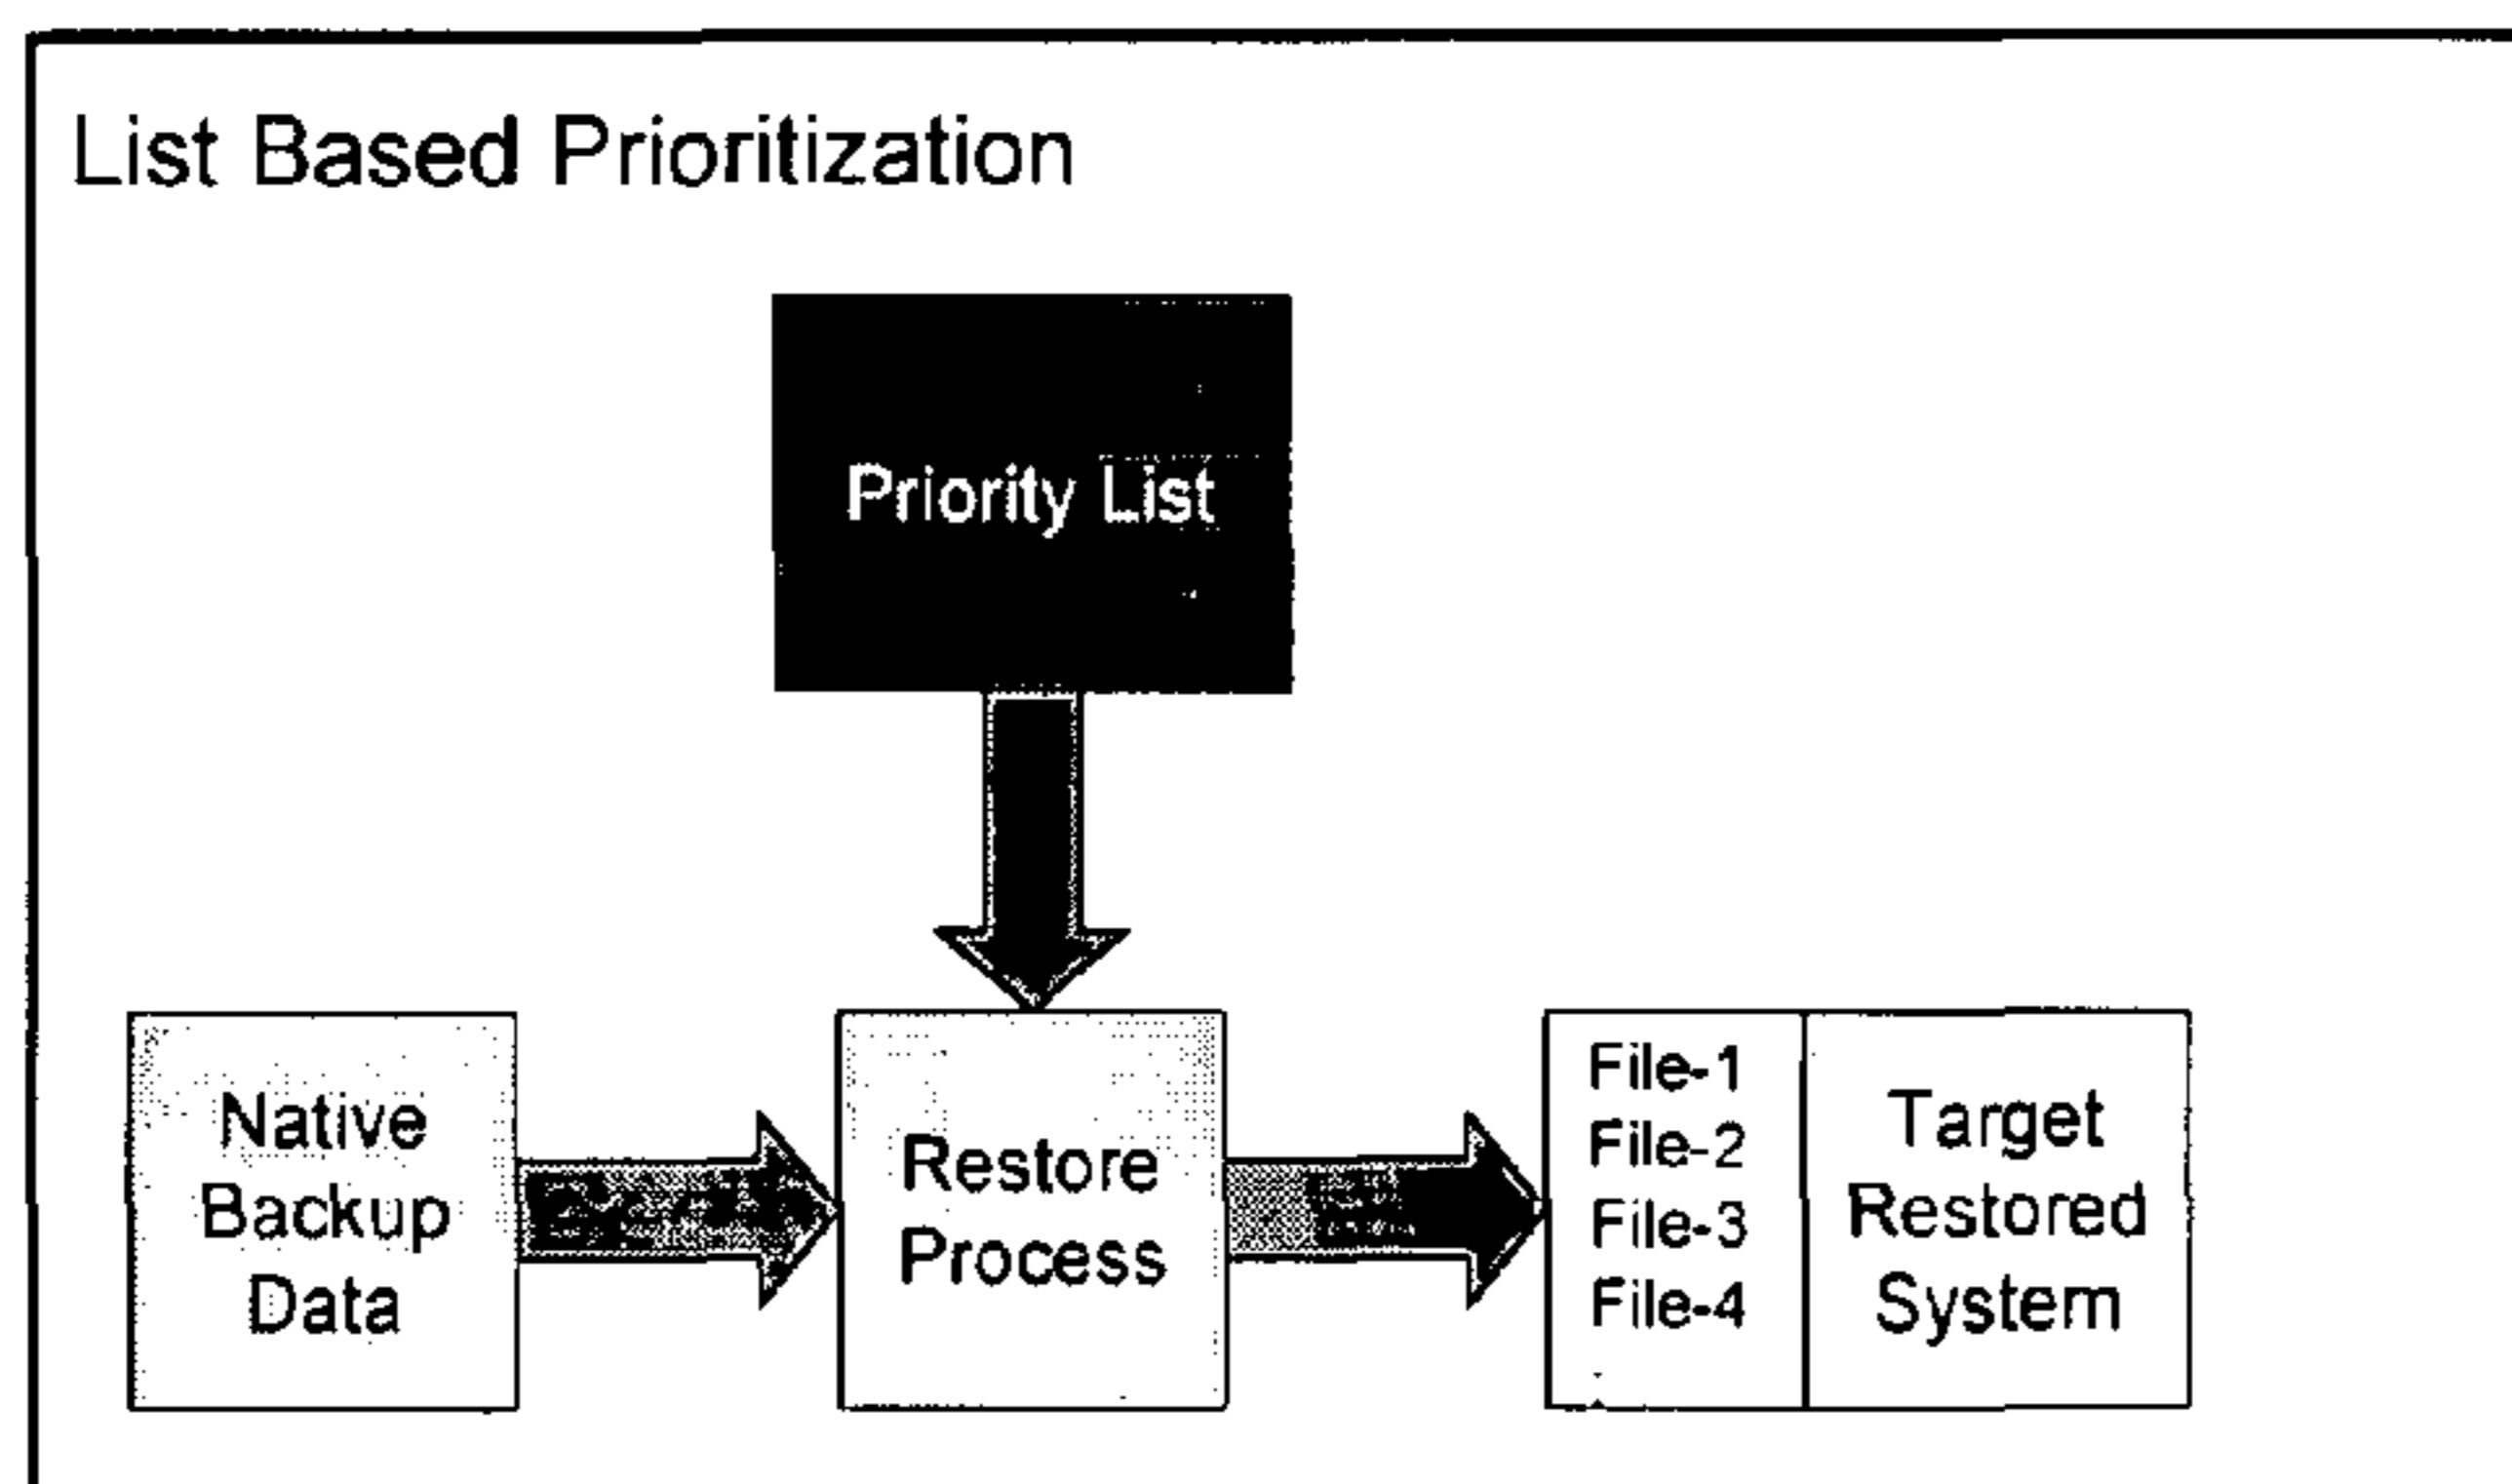 List Based Prioritization
Priority List
Native
Backup
Data
Restore
Process
File-1
File-2
File-3
File-4
Target
Restored
System